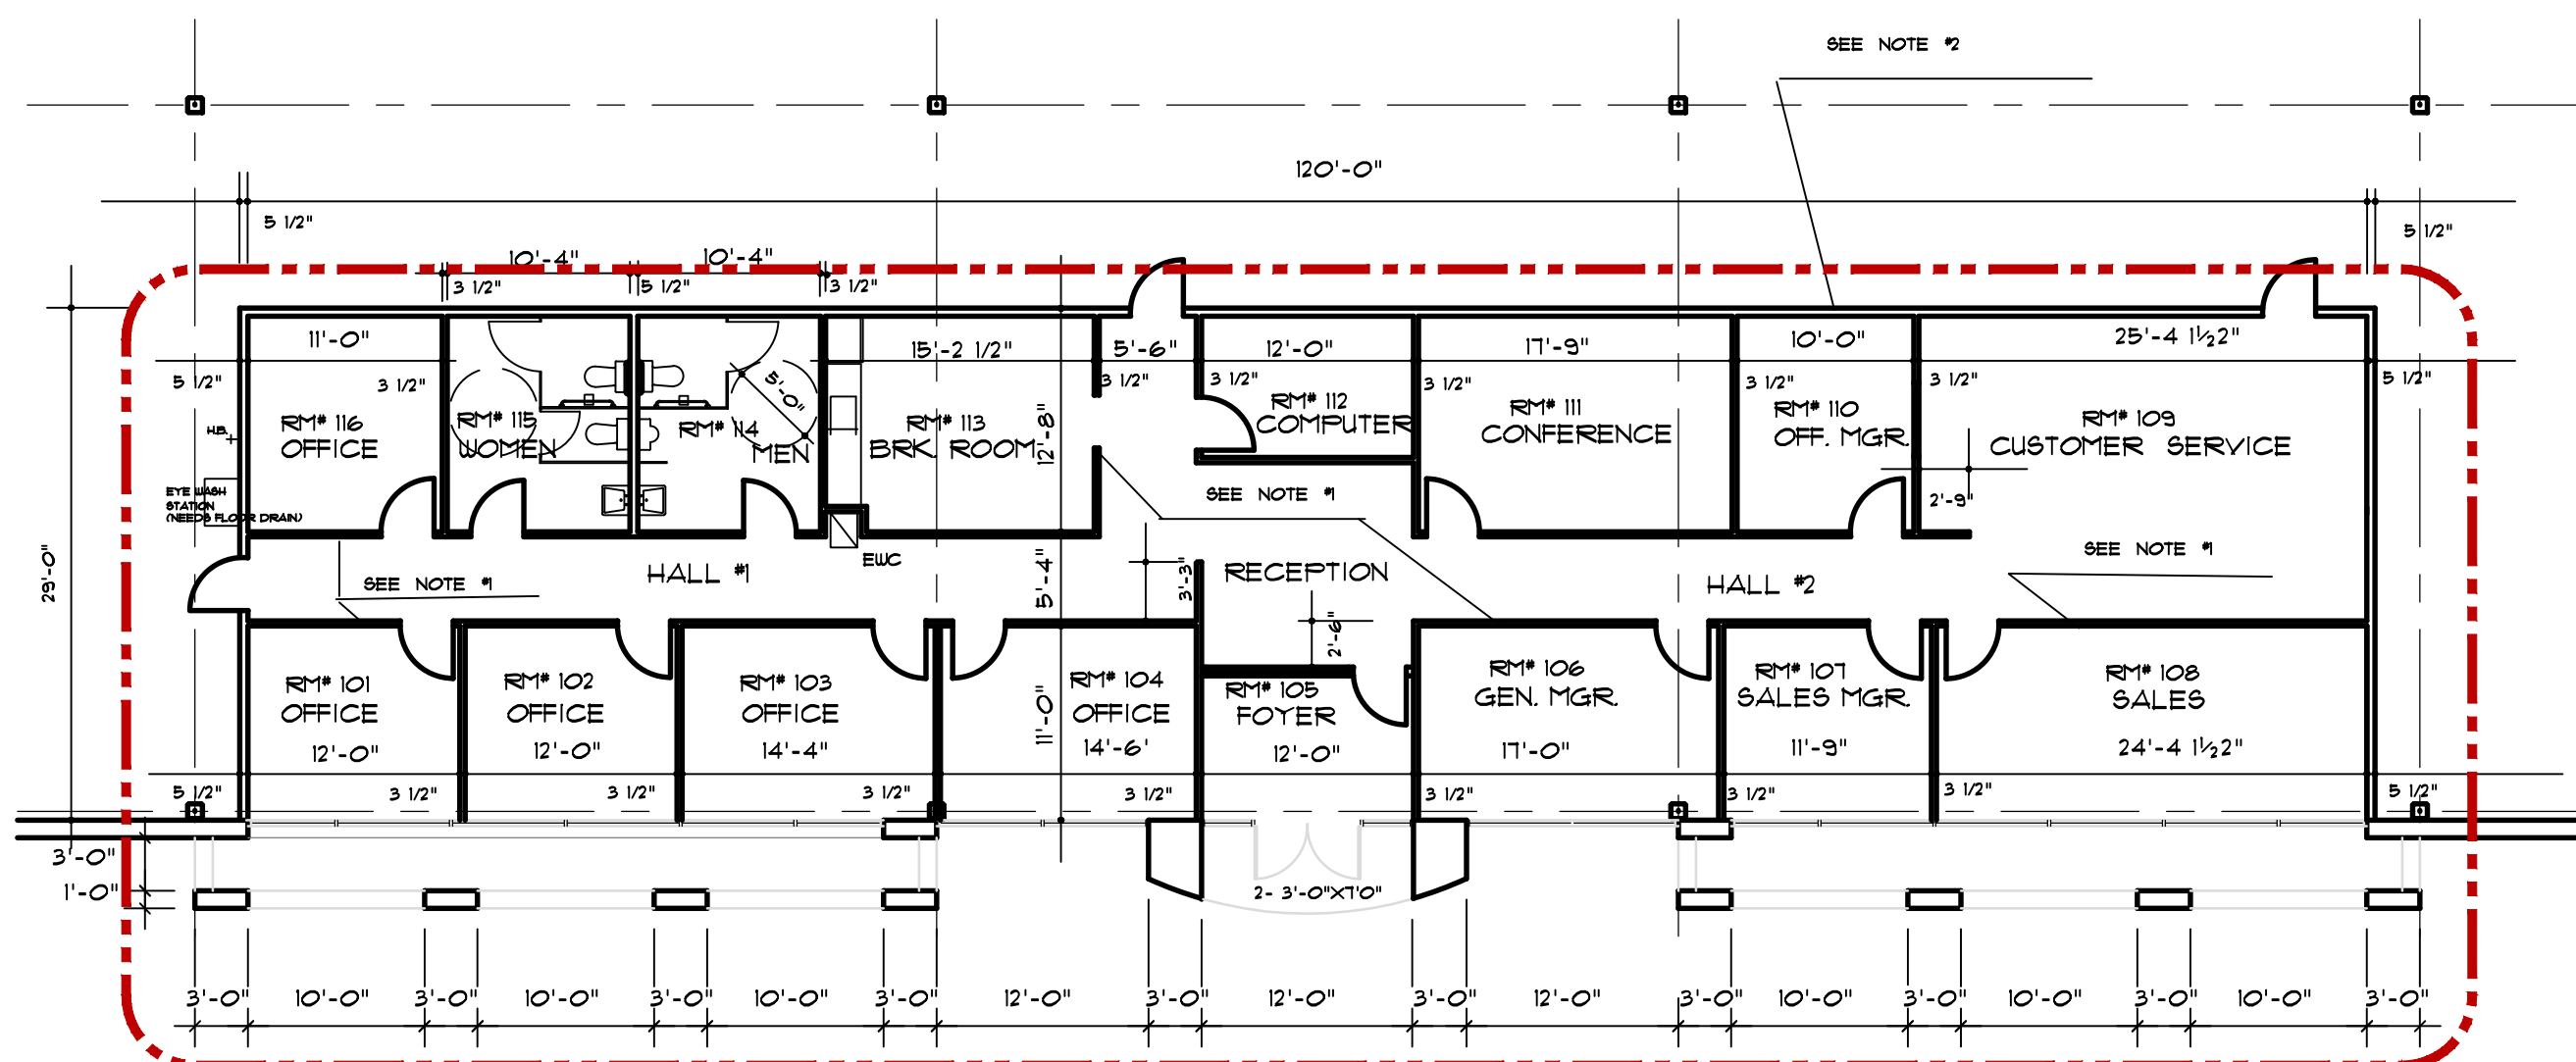 SEE NOTE #2
120'-0"
5 1/2"
5 1/2"
10'-4"
10'-4"
3 1/2"
5 1/2"
3 1/2"
11'-0"
15'-2 1/2"
5'-6"
12'-0"
17'-9"
10'-0"
25'-4 1½2"
5 1/2"
3 1/2"
5'-0"
3 1/2"
3 1/2"
3 1/2"
3 1/2"
3 1/2"
5 1/2"
H.B.
RM# 116
OFFICE
RM# 115
WOMEN
RM# 114
MEN
RM# 113
BRK. ROOM
12'-8"
RM# 112
COMPUTER
RM# 111
CONFERENCE
RM# 110
OFF. MGR.
RM# 109
CUSTOMER SERVICE
EYE WASH
STATION
(NEEDS FLOOR DRAIN)
SEE NOTE #1
2'-9"
29'-0"
SEE NOTE #1
HALL #1
EWC
5'-4"
3'-3"
RECEPTION
2'-6"
HALL #2
SEE NOTE #1
RM# 101
OFFICE
12'-0"
RM# 102
OFFICE
12'-0"
RM# 103
OFFICE
14'-4"
11'-0"
RM# 104
OFFICE
14'-6'
RM# 105
FOYER
12'-0"
RM# 106
GEN. MGR.
17'-0"
RM# 107
SALES MGR.
11'-9"
RM# 108
SALES
24'-4 1½2"
5 1/2"
3 1/2"
3 1/2"
3 1/2"
3 1/2"
3 1/2"
3 1/2"
3 1/2"
5 1/2"
3'-0"
1'-0"
2- 3'-0"X7'0"
3'-0"
10'-0"
3'-0"
10'-0"
3'-0"
10'-0"
3'-0"
12'-0"
3'-0"
12'-0"
3'-0"
12'-0"
3'-0"
10'-0"
3'-0"
10'-0"
3'-0"
10'-0"
3'-0"